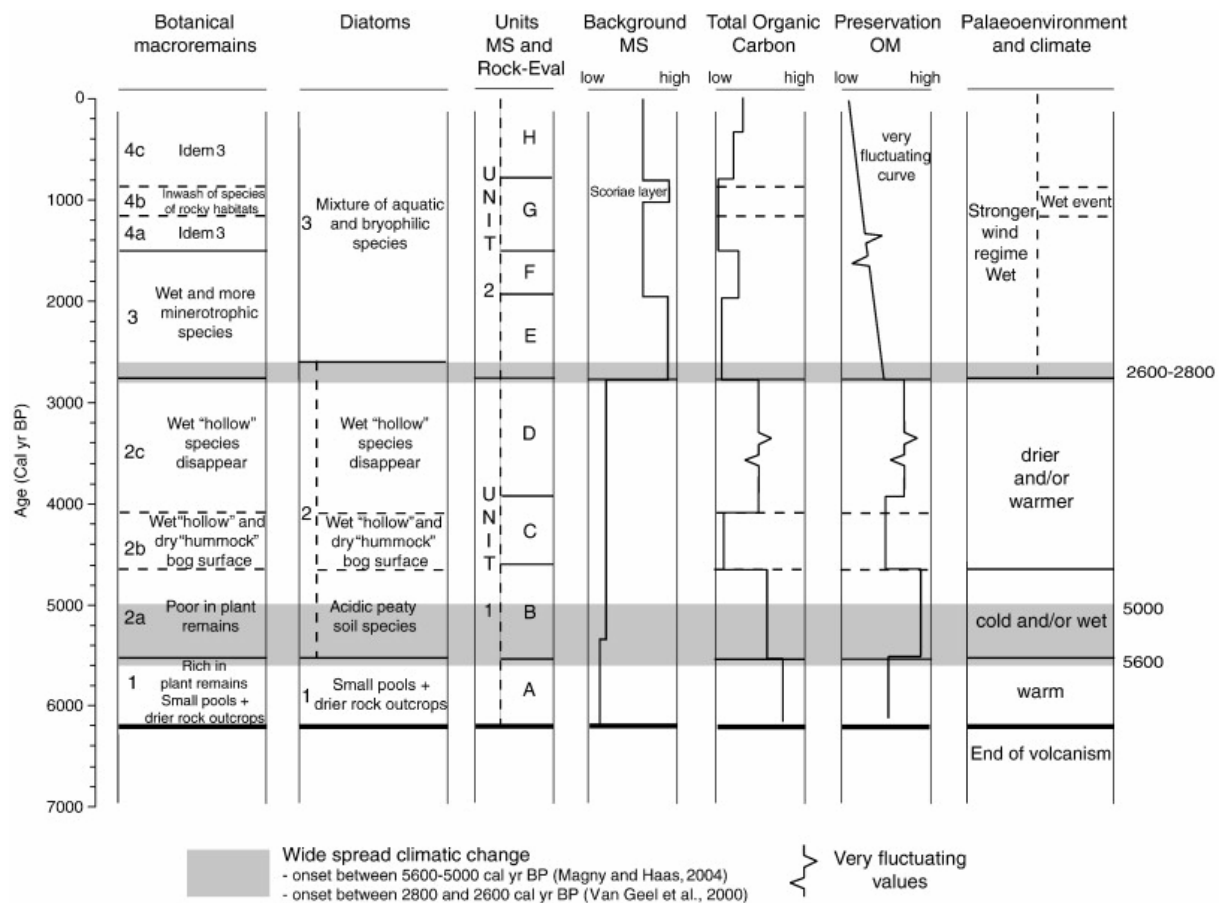 Botanical
macroremains
Diatoms
Units
MS and
Rock-Eval
Background
MS
Total Organic
Carbon
Preservation
OM
Palaeoenvironment
and climate
low high
low high
low high
Age (Cal yr BP)
0
1000
2000
3000
4000
5000
6000
7000
4c Idem 3
4b Inwash of species
of rocky habitats
4a Idem 3
3 Wet and more
minerotrophic
species
2c Wet "hollow"
species
disappear
2b Wet "hollow" and
dry "hummock"
bog surface
2a Poor in plant
remains
1 Rich in
plant remains
Small pools +
drier rock outcrops
3 Mixture of aquatic
and bryophilic
species
2
Wet "hollow"
species
disappear
Wet "hollow" and
dry "hummock"
bog surface
Acidic peaty
soil species
1 Small pools +
drier rock outcrops
UNIT 2
UNIT 1
H
G
F
E
D
C
B
A
Scoriae layer
very
fluctuating
curve
Stronger
wind
regime
Wet
Wet event
drier
and/or
warmer
cold and/or wet
warm
End of volcanism
2600-2800
5000
5600
Wide spread climatic change
- onset between 5600-5000 cal yr BP (Magny and Haas, 2004)
- onset between 2800 and 2600 cal yr BP (Van Geel et al., 2000)
Very fluctuating
values